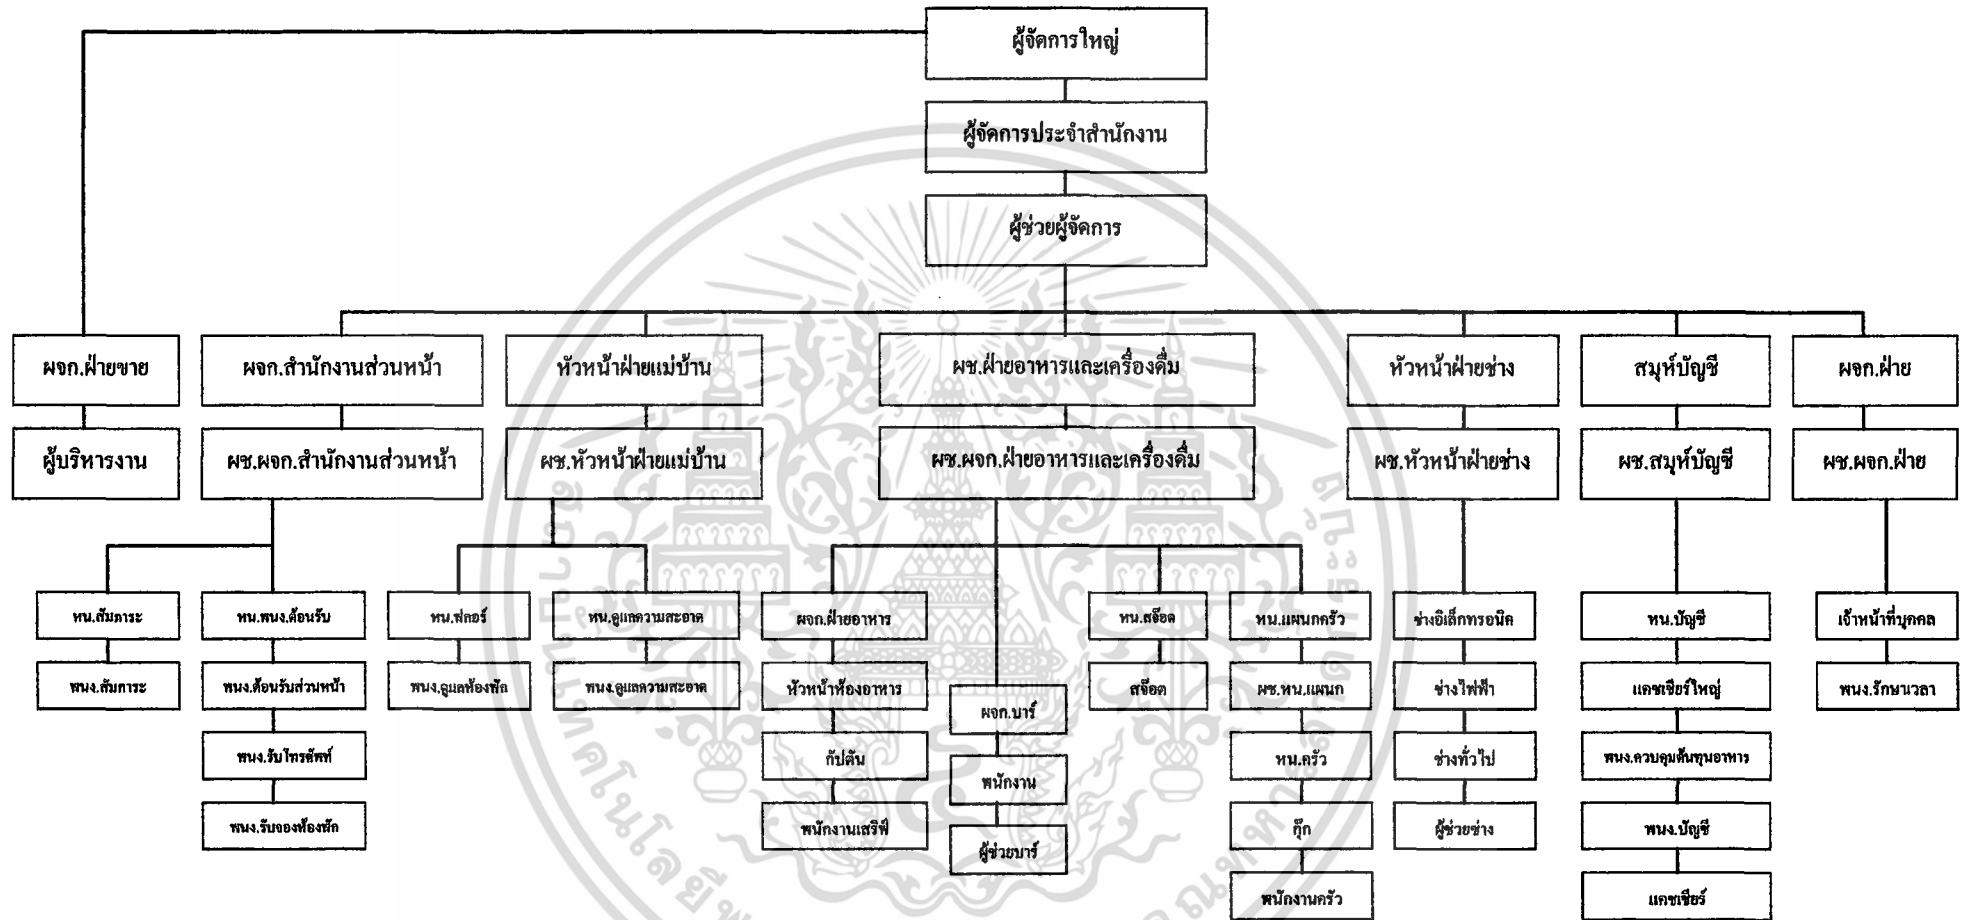 ผู้จัดการใหญ่
ผู้จัดการประจำสำนักงาน
ผู้ช่วยผู้จัดการ
ผจก.ฝ่ายขาย
ผจก.สำนักงานส่วนหน้า
หัวหน้าฝ่ายแม่บ้าน
ผช.ฝ่ายอาหารและเครื่องดื่ม
หัวหน้าฝ่ายช่าง
สมุห์บัญชี
ผจก.ฝ่าย
ผู้บริหารงาน
ผช.ผจก.สำนักงานส่วนหน้า
ผช.หัวหน้าฝ่ายแม่บ้าน
ผช.ผจก.ฝ่ายอาหารและเครื่องดื่ม
ผช.หัวหน้าฝ่ายช่าง
ผช.สมุห์บัญชี
ผช.ผจก.ฝ่าย
หน.สัมภาระ
หน.พนง.ต้อนรับ
หน.ฟลอร์
หน.ดูแลความสะอาด
ผจก.ฝ่ายอาหาร
หน.สจ๊อต
หน.แผนกครัว
ช่างอิเล็กทรอนิค
หน.บัญชี
เจ้าหน้าที่บุคคล
พนง.สัมภาระ
พนง.ต้อนรับส่วนหน้า
พนง.ดูแลห้องพัก
พนง.ดูแลความสะอาด
หัวหน้าห้องอาหาร
ผจก.บาร์
สจ๊อต
ผช.หน.แผนก
ช่างไฟฟ้า
แคชเชียร์ใหญ่
พนง.รักษาเวลา
พนง.รับโทรศัพท์
กัปตัน
พนักงาน
หน.ครัว
ช่างทั่วไป
พนง.ควบคุมต้นทุนอาหาร
พนง.รับจองห้องพัก
พนักงานเสริฟ์
ผู้ช่วยบาร์
กุ๊ก
ผู้ช่วยช่าง
พนง.บัญชี
พนักงานครัว
แคชเชียร์